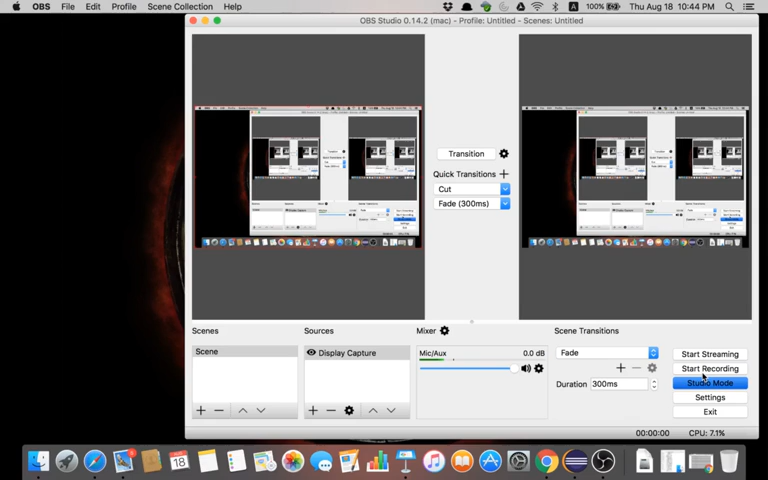 OBS File Edit Profile Scene Collection Help A 100% Thu Aug 18 10:44 PM
OBS Studio 0.14.2 (mac) - Profile: Untitled - Scenes: Untitled
Transition
Quick Transitions
Cut
Fade (300ms)
Scenes
Sources
Mixer
Scene Transitions
Scene
Display Capture
Mic/Aux 0.0 dB
Fade
Duration 300ms
Start Streaming
Start Recording
Studio Mode
Settings
Exit
00:00:00 CPU: 7.1%
18